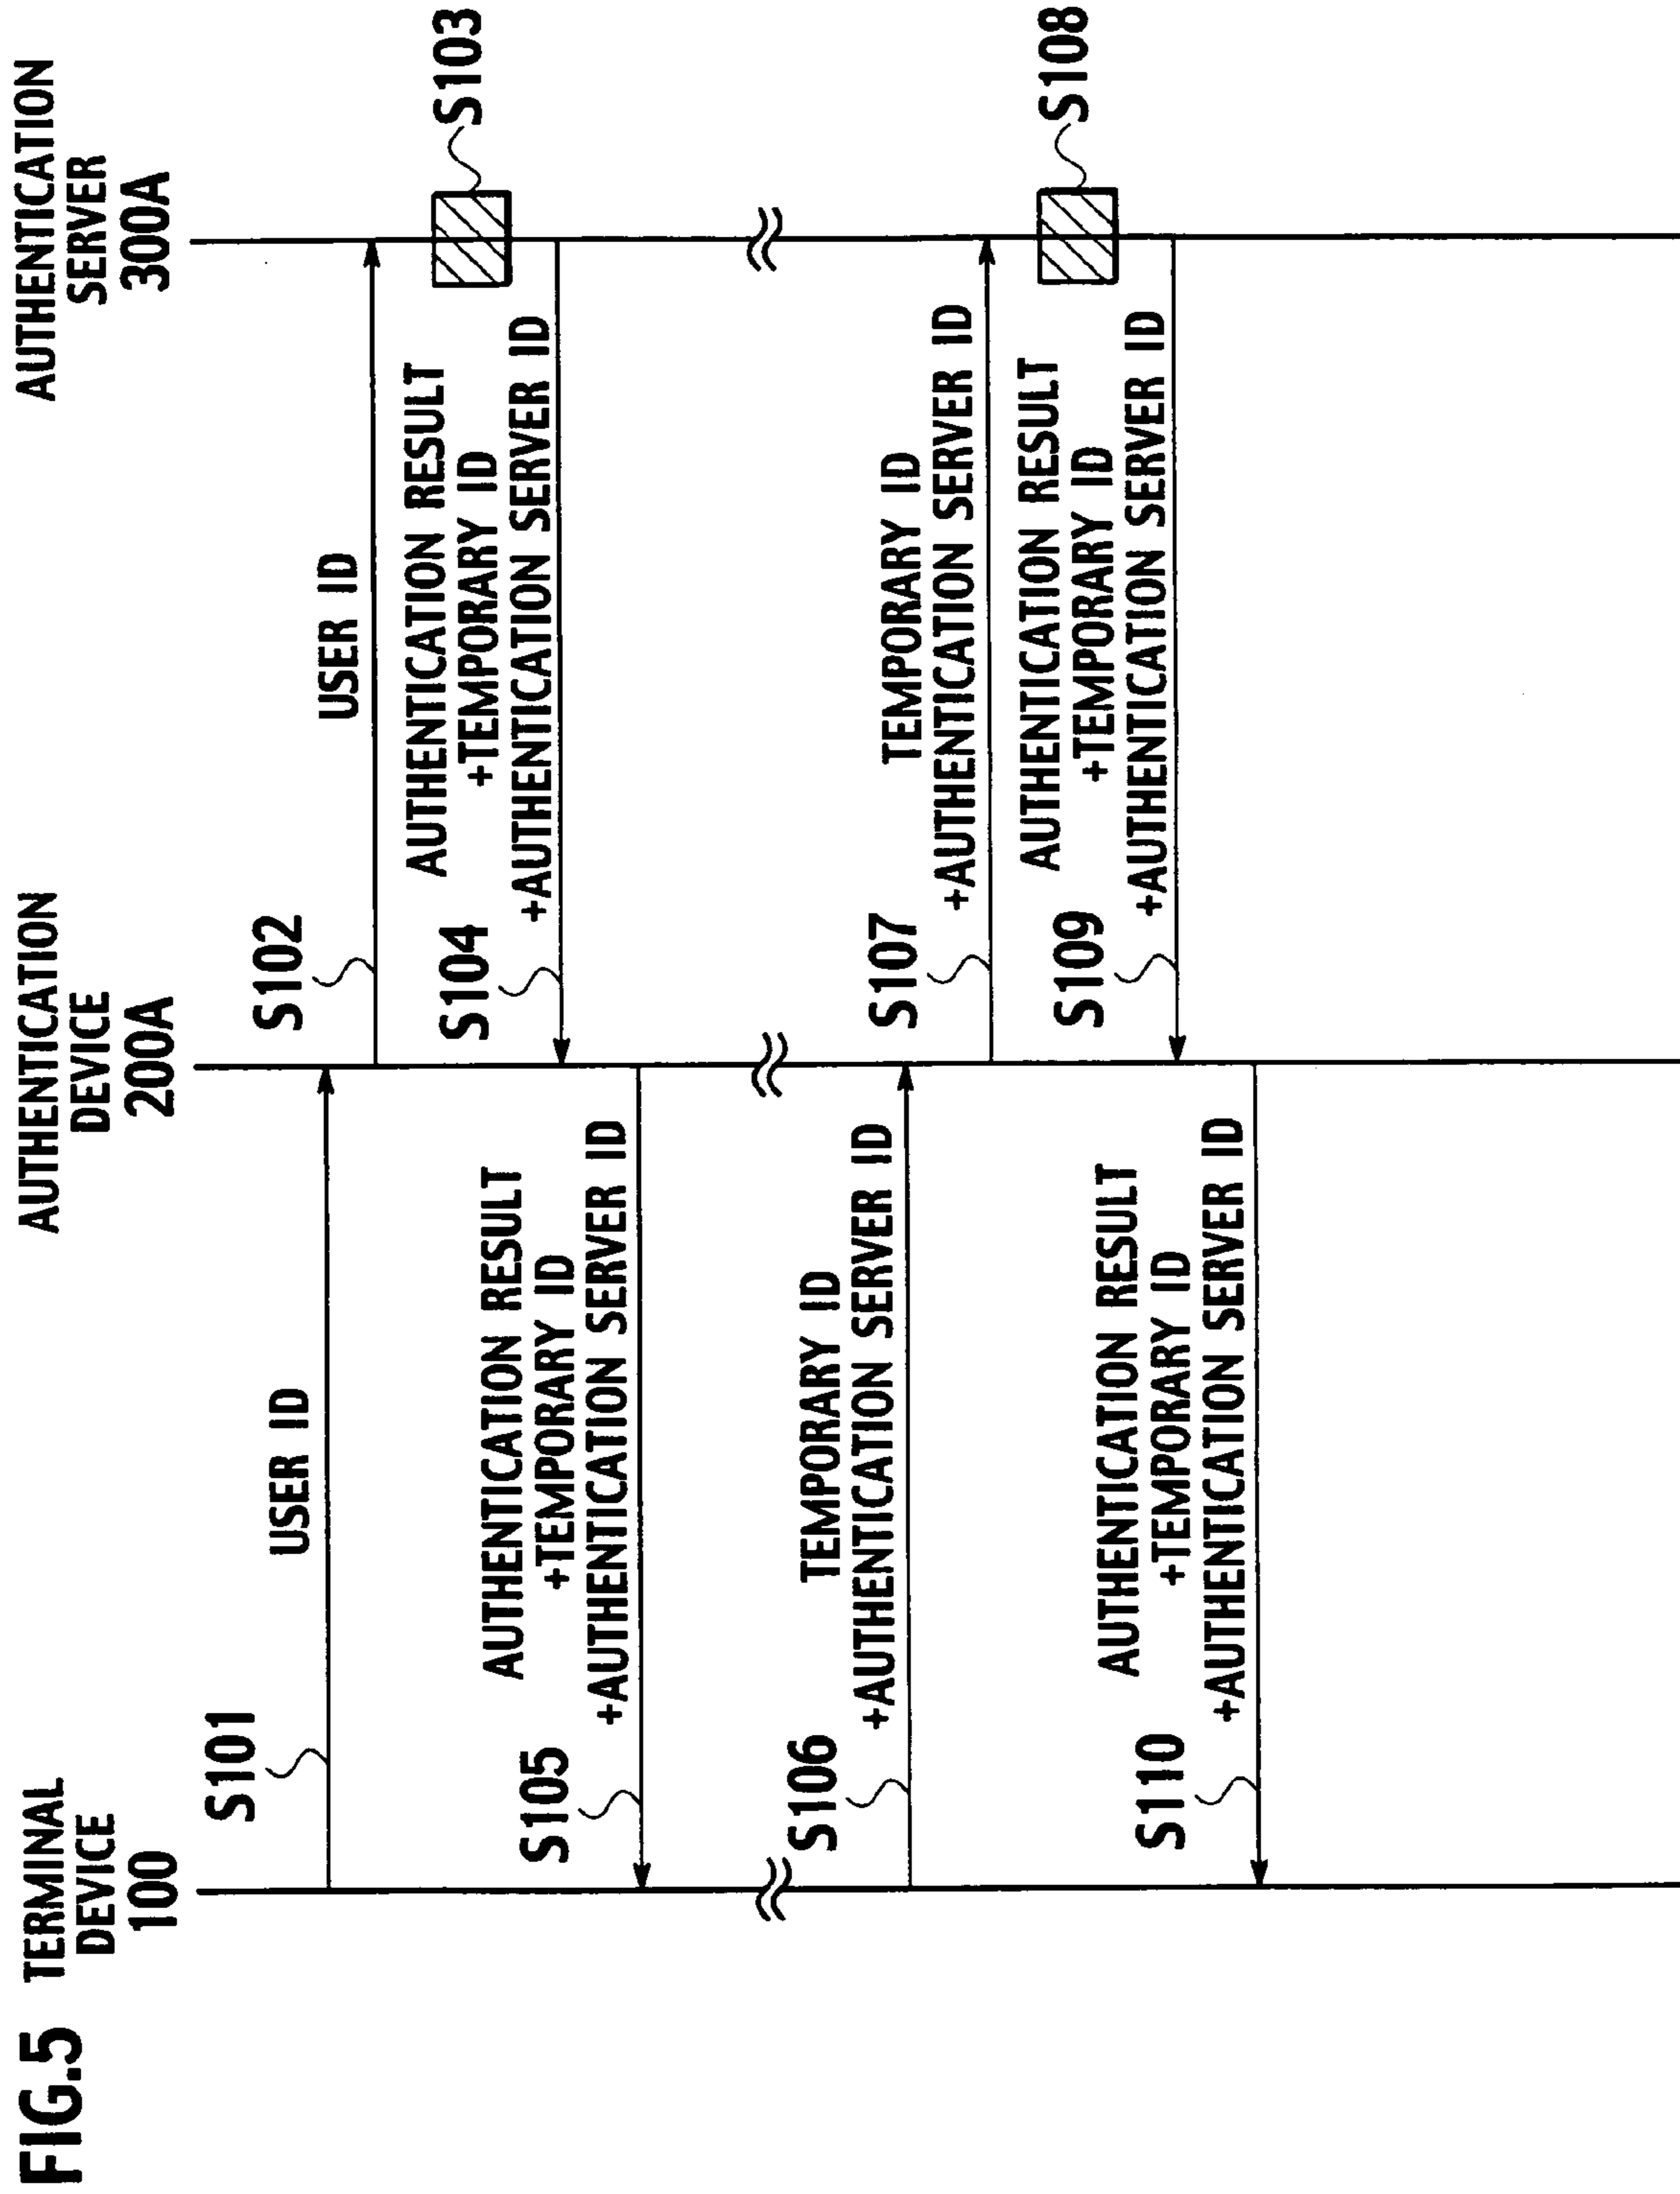 FIG.5
TERMINAL
DEVICE
100
AUTHENTICATION
DEVICE
200A
AUTHENTICATION
SERVER
300A
S101
USER ID
S102
USER ID
S103
S104
AUTHENTICATION RESULT
+TEMPORARY ID
+AUTHENTICATION SERVER ID
S105
AUTHENTICATION RESULT
+TEMPORARY ID
+AUTHENTICATION SERVER ID
S106
TEMPORARY ID
+AUTHENTICATION SERVER ID
S107
TEMPORARY ID
+AUTHENTICATION SERVER ID
S108
S109
AUTHENTICATION RESULT
+TEMPORARY ID
+AUTHENTICATION SERVER ID
S110
AUTHENTICATION RESULT
+TEMPORARY ID
+AUTHENTICATION SERVER ID